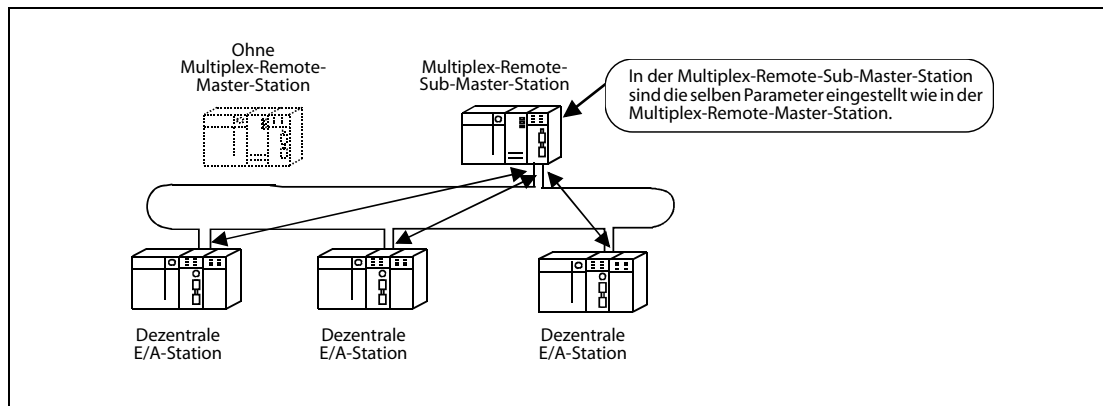 Ohne
Multiplex-Remote-
Master-Station
Multiplex-Remote-
Sub-Master-Station
In der Multiplex-Remote-Sub-Master-Station
sind die selben Parameter eingestellt wie in der
Multiplex-Remote-Master-Station.
Dezentrale
E/A-Station
Dezentrale
E/A-Station
Dezentrale
E/A-Station